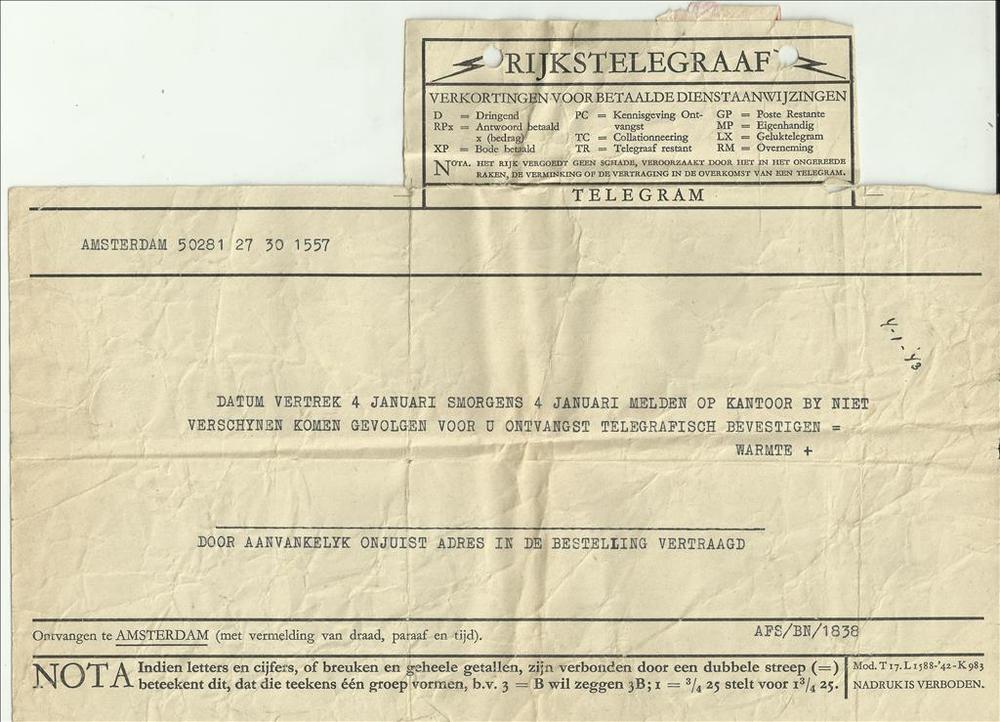 RIJKSTELEGRAAF
VERKORTINGEN VOOR BETAALDE DIENSTAANWIJZINGEN
D = Dringend
RPx = Antwoord betaald
x (bedrag)
XP = Bode betaald
PC = Kennisgeving Ont-
vangst
TC = Collationneering
TR = Telegraaf restant
GP = Poste Restante
MP = Eigenhandig
LX = Geluktelegram
RM = Overneming
NOTA. HET RIJK VERGOEDT GEEN SCHADE, VEROORZAAKT DOOR HET IN HET ONGEREEDE
RAKEN, DE VERMINKING OF DE VERTRAGING IN DE OVERKOMST VAN EEN TELEGRAM.
TELEGRAM
AMSTERDAM 50281 27 30 1557
4-1-43
DATUM VERTREK 4 JANUARI SMORGENS 4 JANUARI MELDEN OP KANTOOR BY NIET
VERSCHYNEN KOMEN GEVOLGEN VOOR U ONTVANGST TELEGRAFISCH BEVESTIGEN =
WARMTE +
DOOR AANVANKELYK ONJUIST ADRES IN DE BESTELLING VERTRAAGD
Ontvangen te AMSTERDAM (met vermelding van draad, paraaf en tijd).
AFS/BN/1838
NOTA Indien letters en cijfers, of breuken en geheele getallen, zijn verbonden door een dubbele streep (=)
beteekent dit, dat die teekens één groep vormen, b.v. 3 = B wil zeggen 3B; 1 = 3/4 25 stelt voor 1 3/4 25.
Mod. T 17. L 1588-'42-K 983
NADRUK IS VERBODEN.